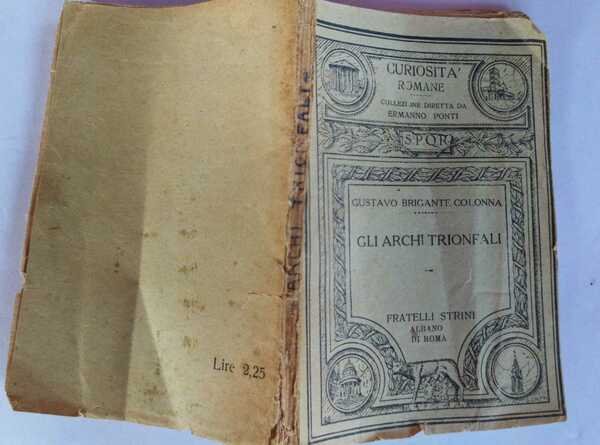 CURIOSITA'
ROMANE
COLLEZIONE DIRETTA DA
ERMANNO PONTI
SPQR
GUSTAVO BRIGANTE COLONNA
GLI ARCHI TRIONFALI
FRATELLI STRINI
ALBANO
DI ROMA
ARCHI TRIONFALI
Lire 2,25